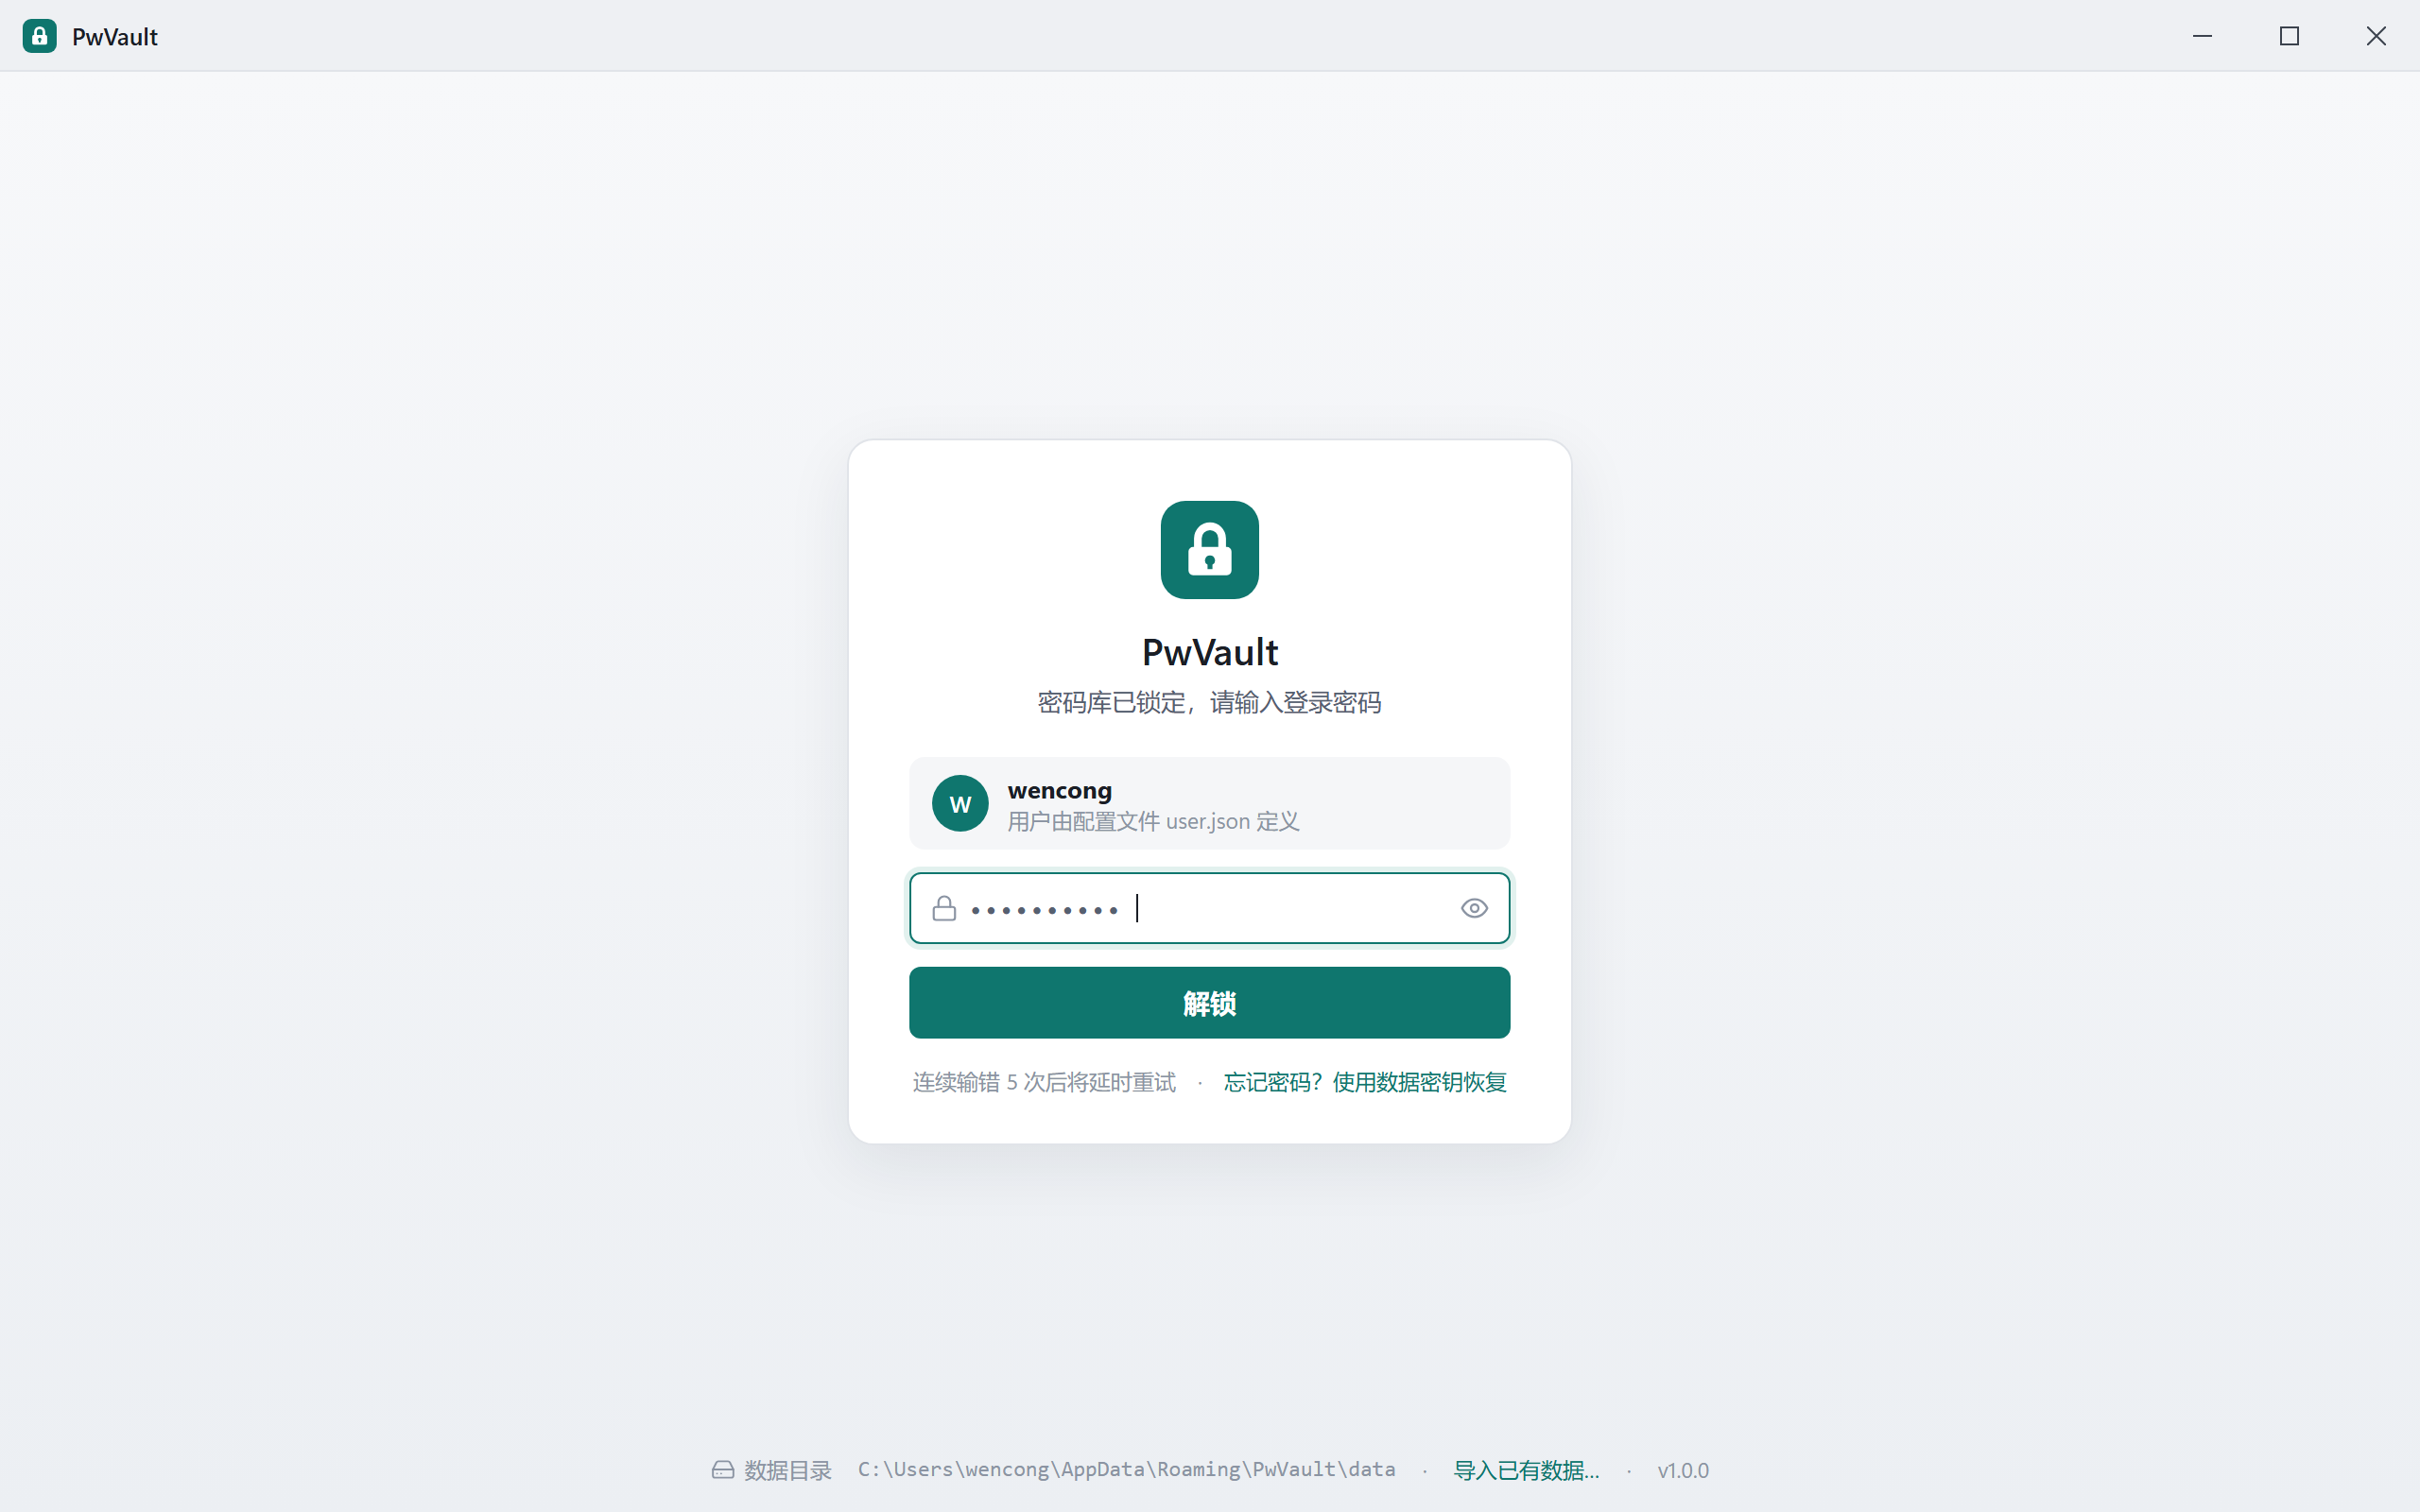 PwVault
PwVault
密码库已锁定，请输入登录密码
W
wencong
用户由配置文件 user.json 定义
解锁
连续输错 5 次后将延时重试 · 忘记密码？使用数据密钥恢复
数据目录 C:\Users\wencong\AppData\Roaming\PwVault\data · 导入已有数据... · v1.0.0